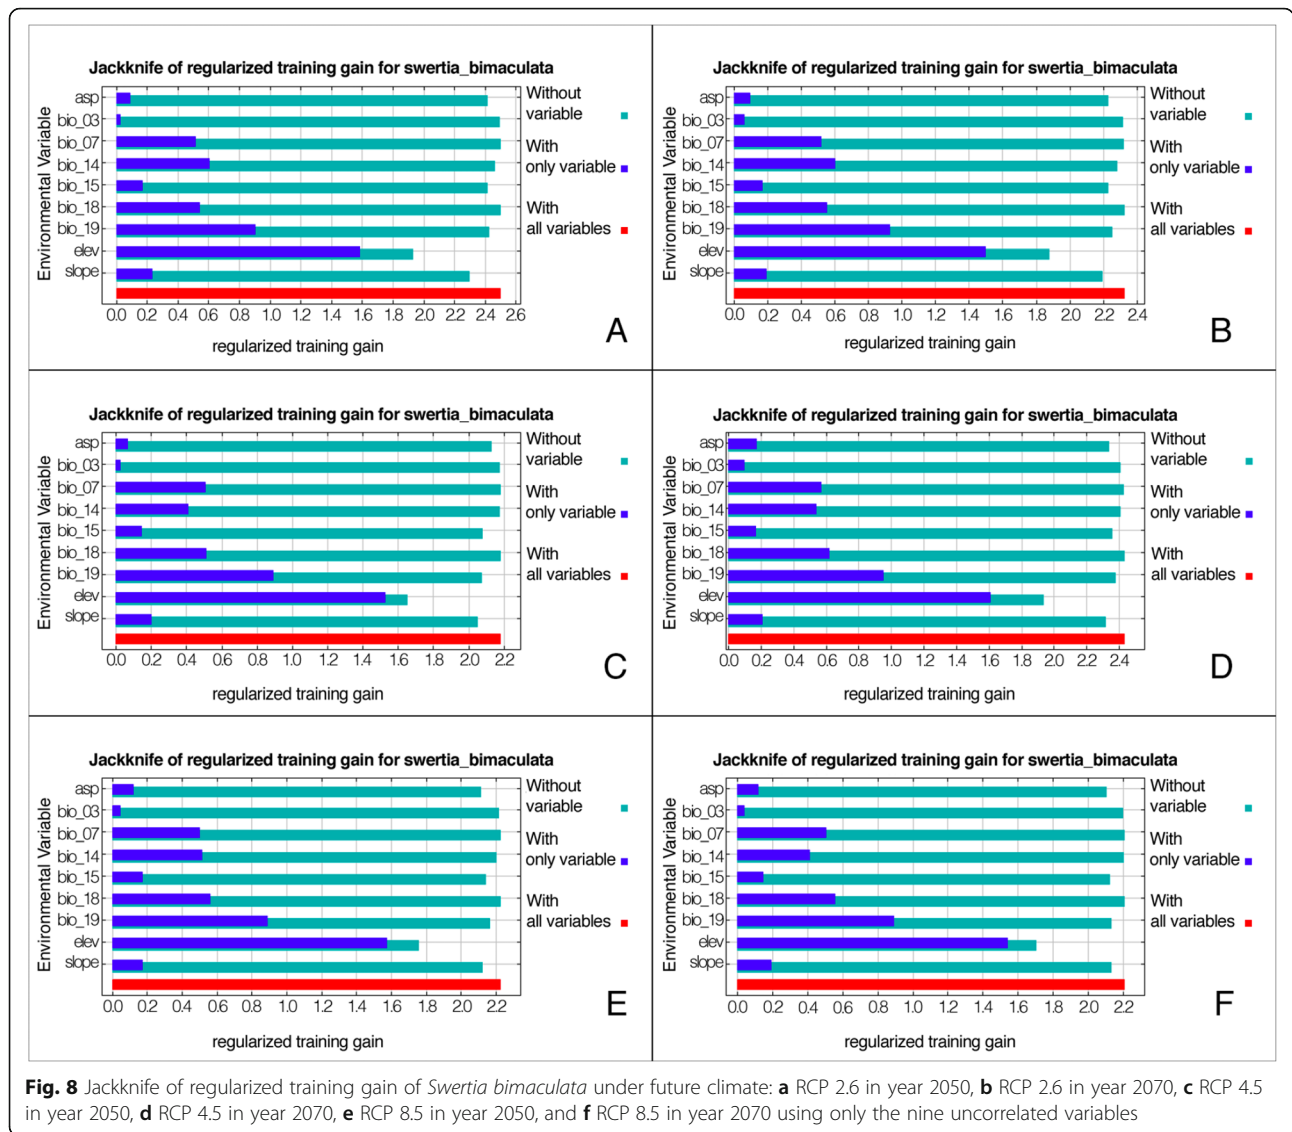 Jackknife of regularized training gain for swertia_bimaculata
Environmental Variable
asp
bio_03
bio_07
bio_14
bio_15
bio_18
bio_19
elev
slope
Without
variable
With
only variable
With
all variables
0.0 0.2 0.4 0.6 0.8 1.0 1.2 1.4 1.6 1.8 2.0 2.2 2.4 2.6
regularized training gain
A
Jackknife of regularized training gain for swertia_bimaculata
Environmental Variable
asp
bio_03
bio_07
bio_14
bio_15
bio_18
bio_19
elev
slope
Without
variable
With
only variable
With
all variables
0.0 0.2 0.4 0.6 0.8 1.0 1.2 1.4 1.6 1.8 2.0 2.2 2.4
regularized training gain
B
Jackknife of regularized training gain for swertia_bimaculata
Environmental Variable
asp
bio_03
bio_07
bio_14
bio_15
bio_18
bio_19
elev
slope
Without
variable
With
only variable
With
all variables
0.0 0.2 0.4 0.6 0.8 1.0 1.2 1.4 1.6 1.8 2.0 2.2
regularized training gain
C
Jackknife of regularized training gain for swertia_bimaculata
Environmental Variable
asp
bio_03
bio_07
bio_14
bio_15
bio_18
bio_19
elev
slope
Without
variable
With
only variable
With
all variables
0.0 0.2 0.4 0.6 0.8 1.0 1.2 1.4 1.6 1.8 2.0 2.2 2.4
regularized training gain
D
Jackknife of regularized training gain for swertia_bimaculata
Environmental Variable
asp
bio_03
bio_07
bio_14
bio_15
bio_18
bio_19
elev
slope
Without
variable
With
only variable
With
all variables
0.0 0.2 0.4 0.6 0.8 1.0 1.2 1.4 1.6 1.8 2.0 2.2
regularized training gain
E
Jackknife of regularized training gain for swertia_bimaculata
Environmental Variable
asp
bio_03
bio_07
bio_14
bio_15
bio_18
bio_19
elev
slope
Without
variable
With
only variable
With
all variables
0.0 0.2 0.4 0.6 0.8 1.0 1.2 1.4 1.6 1.8 2.0 2.2
regularized training gain
F
Fig. 8 Jackknife of regularized training gain of Swertia bimaculata under future climate: a RCP 2.6 in year 2050, b RCP 2.6 in year 2070, c RCP 4.5
in year 2050, d RCP 4.5 in year 2070, e RCP 8.5 in year 2050, and f RCP 8.5 in year 2070 using only the nine uncorrelated variables